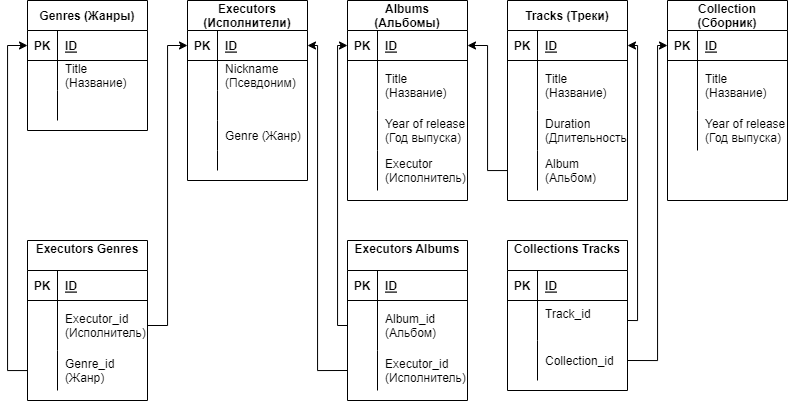 Genres (Жанры)
PK
ID
Title
(Название)
Executors
(Исполнители)
PK
ID
Nickname
(Псевдоним)
Genre (Жанр)
Albums
(Альбомы)
PK
ID
Title
(Название)
Year of release
(Год выпуска)
Executor
(Исполнитель)
Tracks (Треки)
PK
ID
Title
(Название)
Duration
(Длительность
Album
(Альбом)
Collection
(Сборник)
PK
ID
Title
(Название)
Year of release
(Год выпуска)
Executors Genres
PK
ID
Executor_id
(Исполнитель)
Genre_id
(Жанр)
Executors Albums
PK
ID
Album_id
(Альбом)
Executor_id
(Исполнитель)
Collections Tracks
PK
ID
Track_id
Collection_id